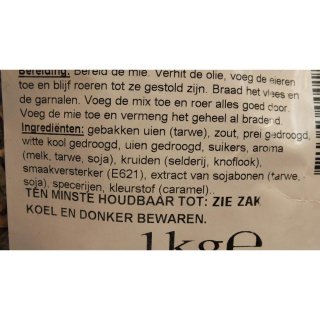 Bereiding: Bereid de mie. Verhit de olie, voeg de eieren
toe en blijf roeren tot ze gestold zijn. Braad het vlees en
de garnalen. Voeg de mix toe en roer alles goed door.
Voeg de mie toe en vermeng het geheel al bradend.
Ingrediënten: gebakken uien (tarwe), zout, prei gedroogd,
witte kool gedroogd, uien gedroogd, suikers, aroma
(melk, tarwe, soja), kruiden (selderij, knoflook),
smaakversterker (E621), extract van sojabonen (tarwe,
soja), specerijen, kleurstof (caramel)..
TEN MINSTE HOUDBAAR TOT: ZIE ZAK
KOEL EN DONKER BEWAREN.
1kge